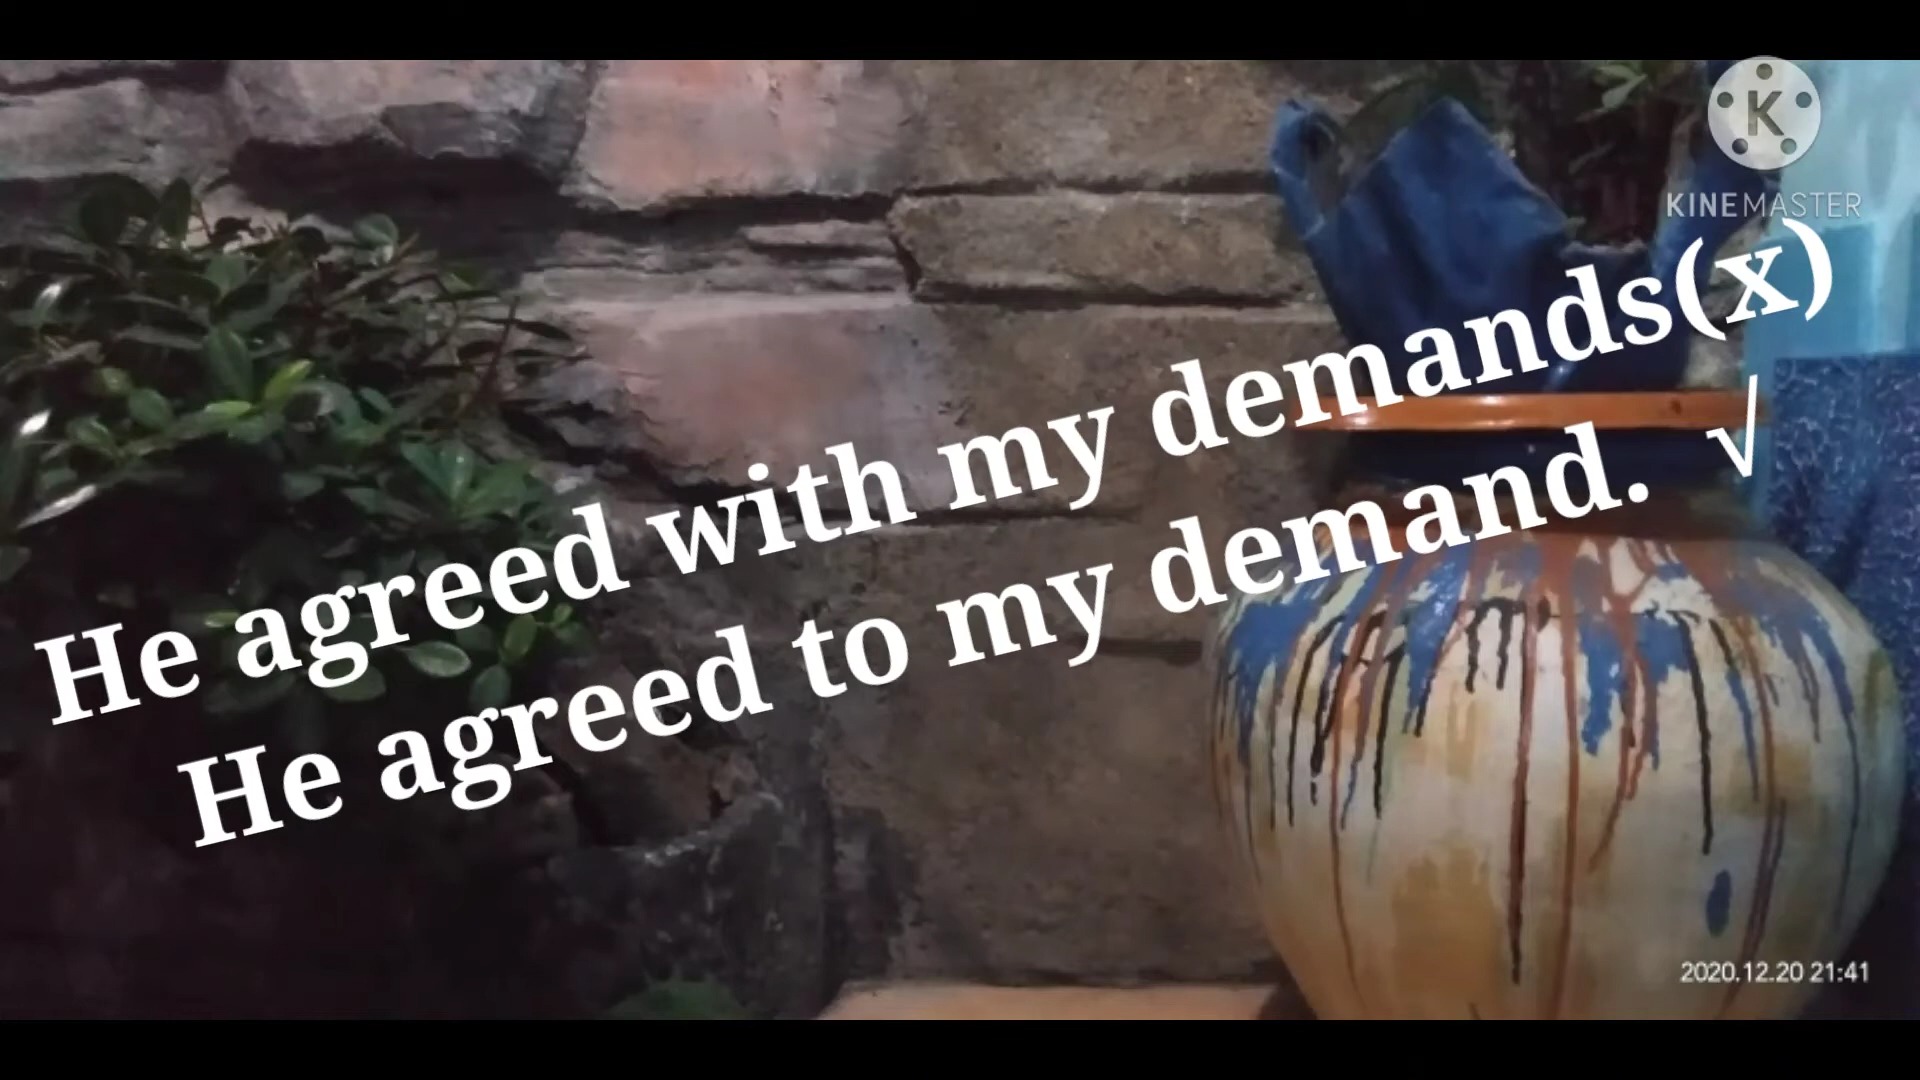 K
KINEMASTER
He agreed with my demands(x)
He agreed to my demand. √
2020.12.20 21:41